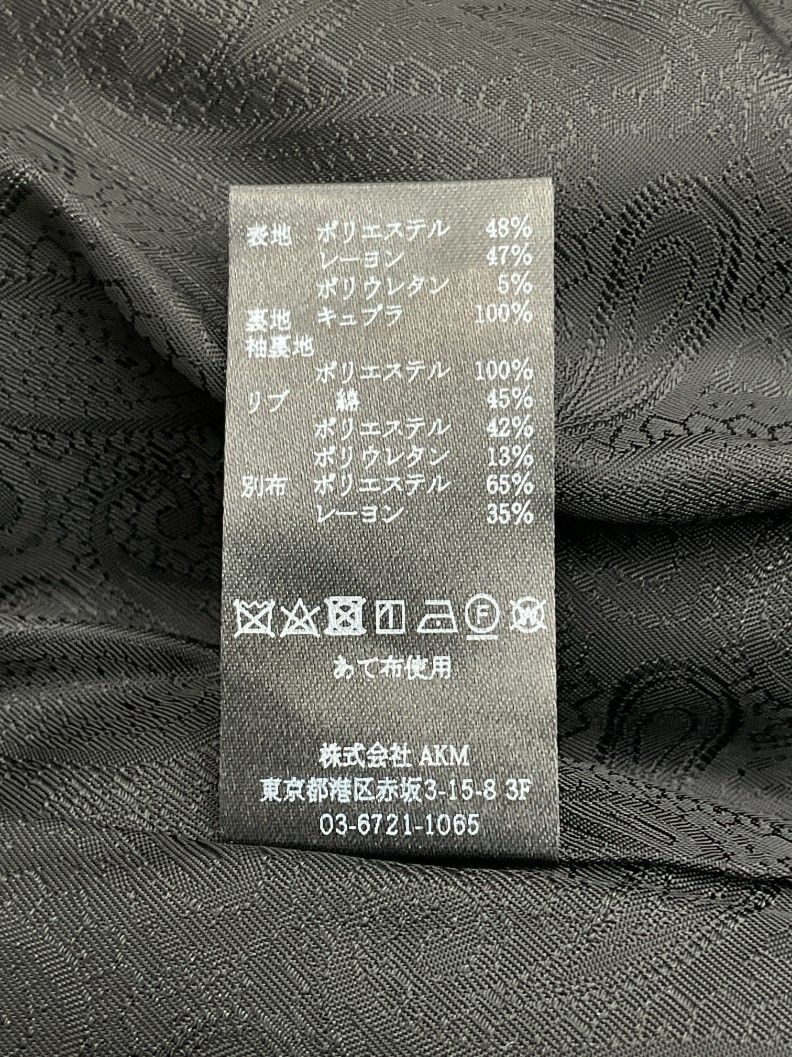 表地 ポリエステル 48%
レーヨン 47%
ポリウレタン 5%
裏地 キュプラ 100%
袖裏地
ポリエステル 100%
リブ 綿 45%
ポリエステル 42%
ポリウレタン 13%
別布 ポリエステル 65%
レーヨン 35%
F W
あて布使用
株式会社 AKM
東京都港区赤坂3-15-8 3F
03-6721-1065